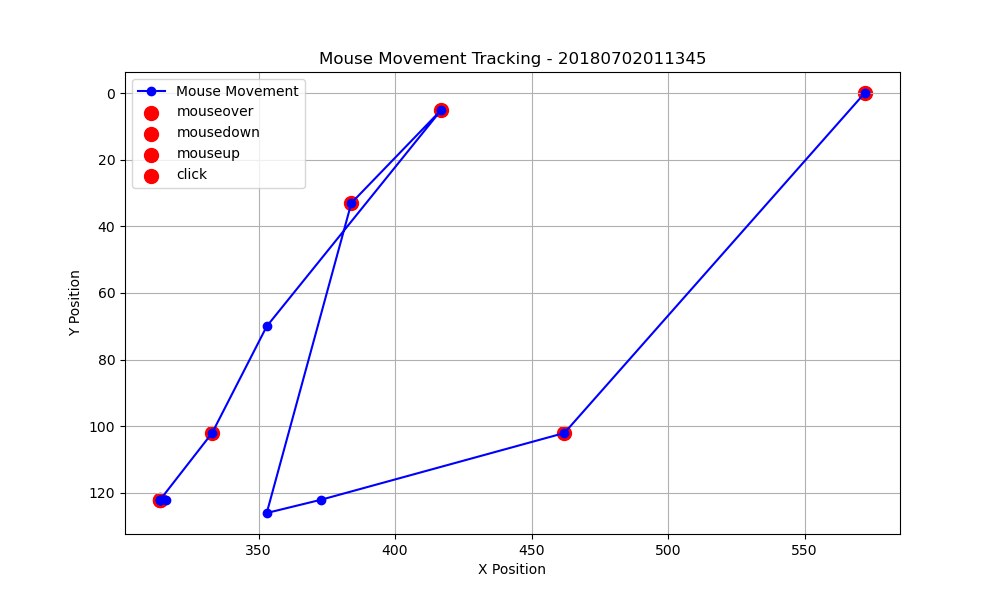 Mouse Movement Tracking - 20180702011345
Mouse Movement
mouseover
mousedown
mouseup
click
0
20
40
60
80
100
120
Y Position
350
400
450
500
550
X Position